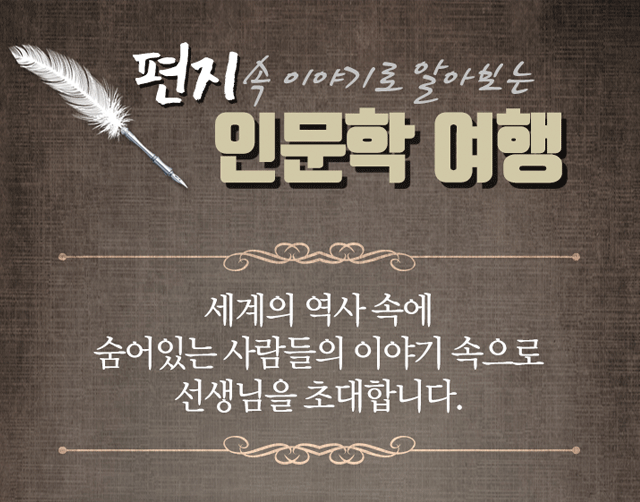 편지 속 이야기로 알아보는
인문학 여행
세계의 역사 속에
숨어있는 사람들의 이야기 속으로
선생님을 초대합니다.